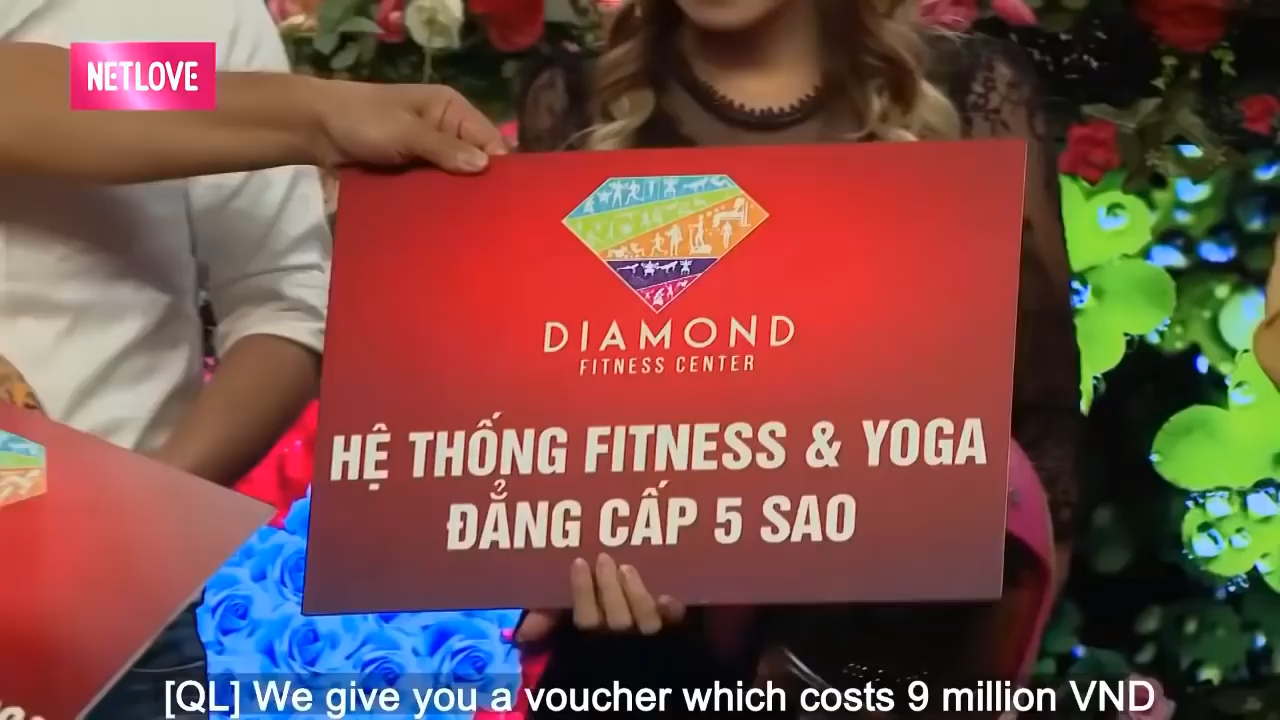 NETLOVE
DIAMOND
FITNESS CENTER
HỆ THỐNG FITNESS & YOGA
ĐẲNG CẤP 5 SAO
[QL] We give you a voucher which costs 9 million VND